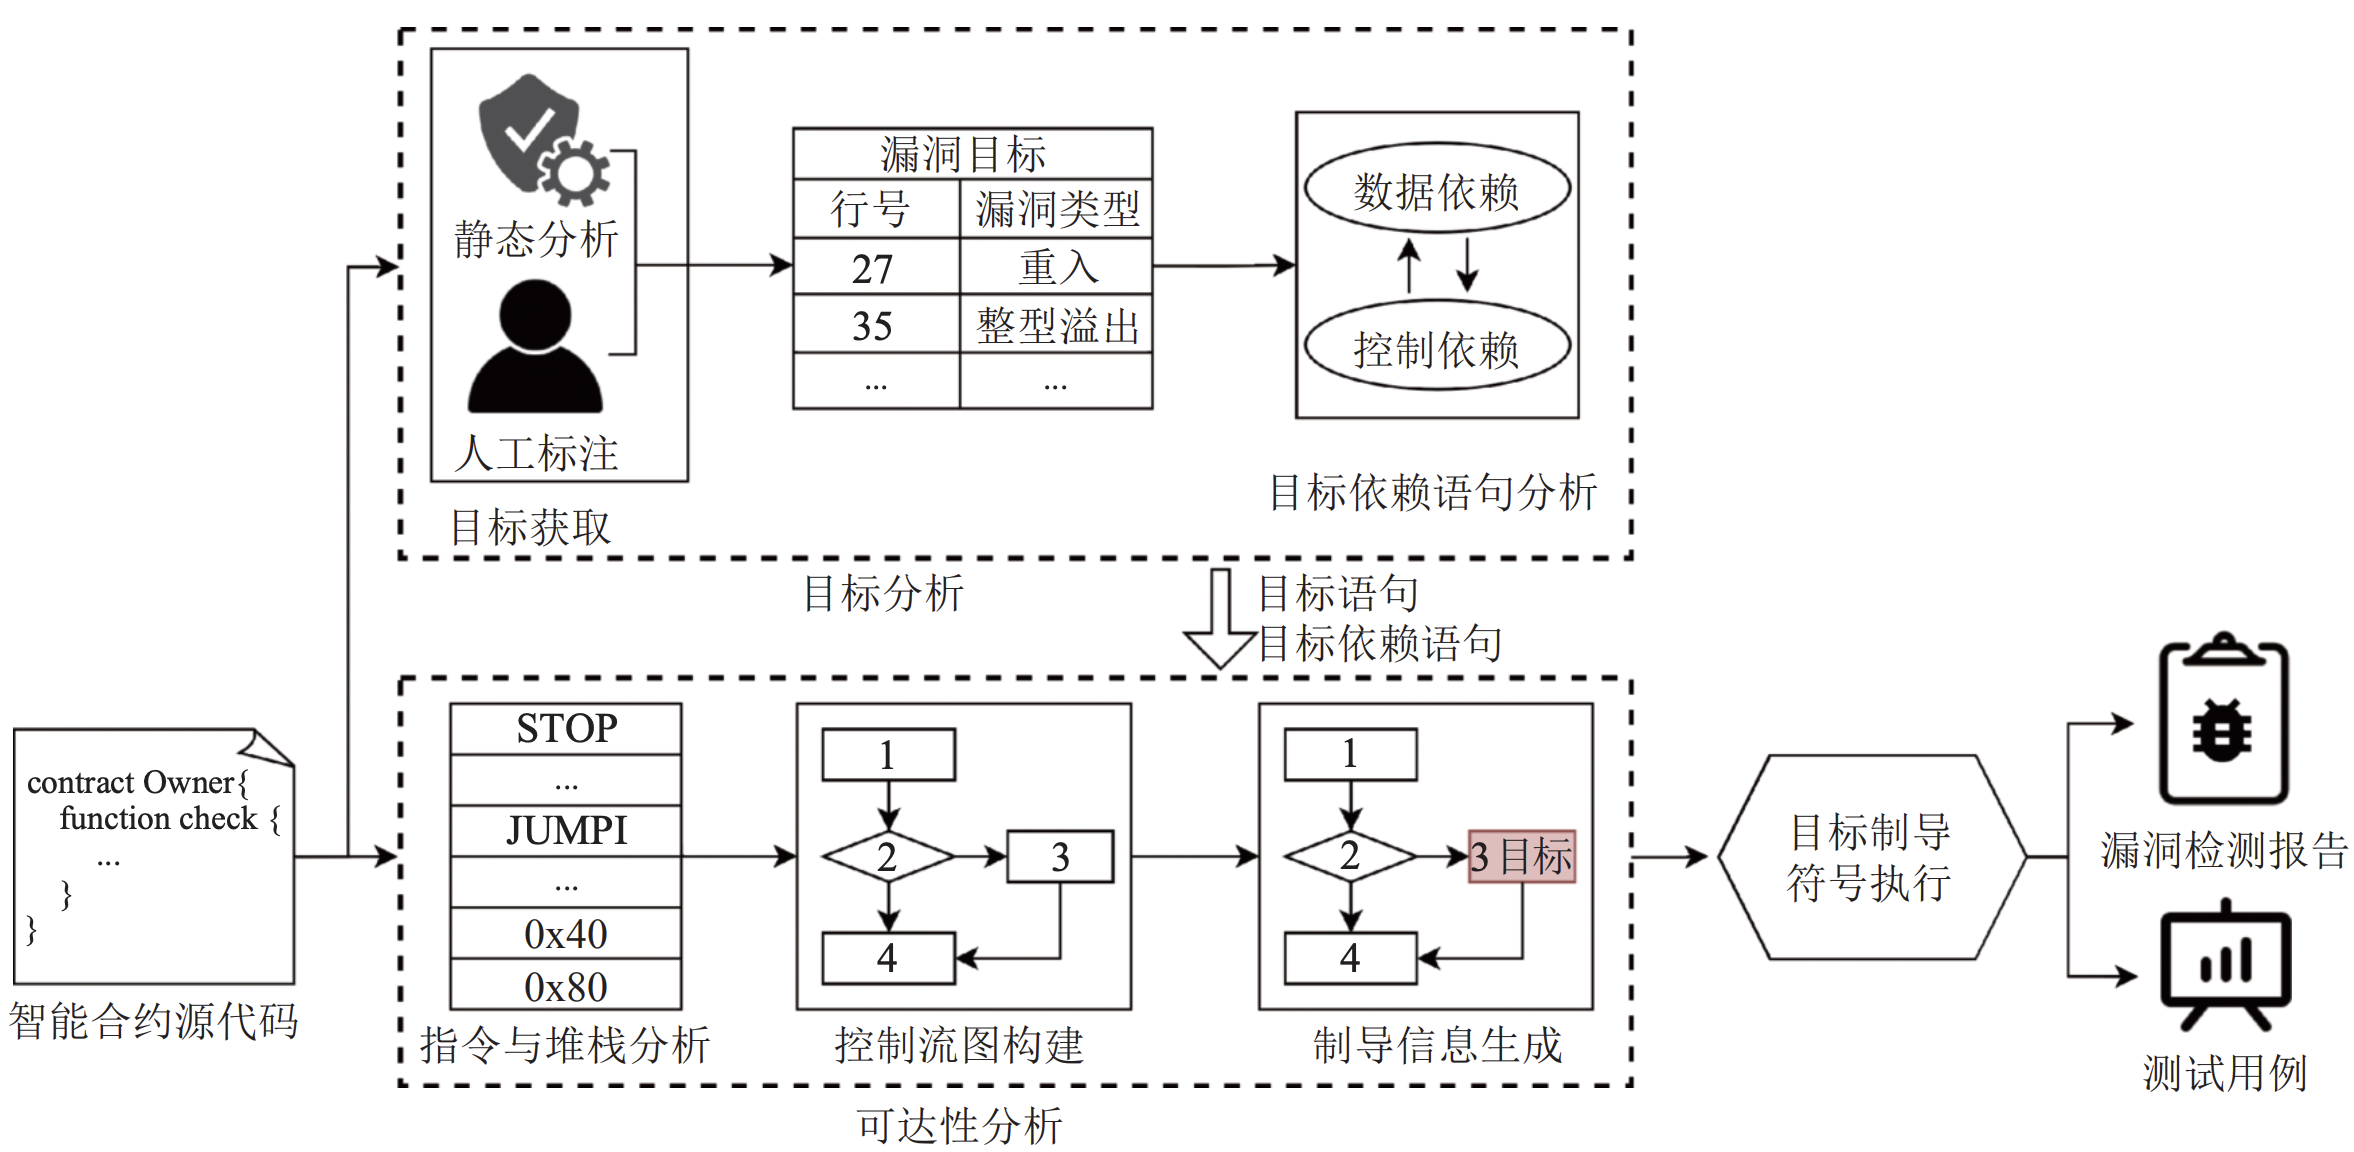 静态分析
人工标注
目标获取
漏洞目标
行号 漏洞类型
27 重入
35 整型溢出
... ...
数据依赖
控制依赖
目标依赖语句分析
目标分析
目标语句
目标依赖语句
contract Owner{
function check {
...
}
}
智能合约源代码
STOP
...
JUMPI
...
0x40
0x80
指令与堆栈分析
1
2
3
4
控制流图构建
1
2
3 目标
4
制导信息生成
可达性分析
目标制导
符号执行
漏洞检测报告
测试用例